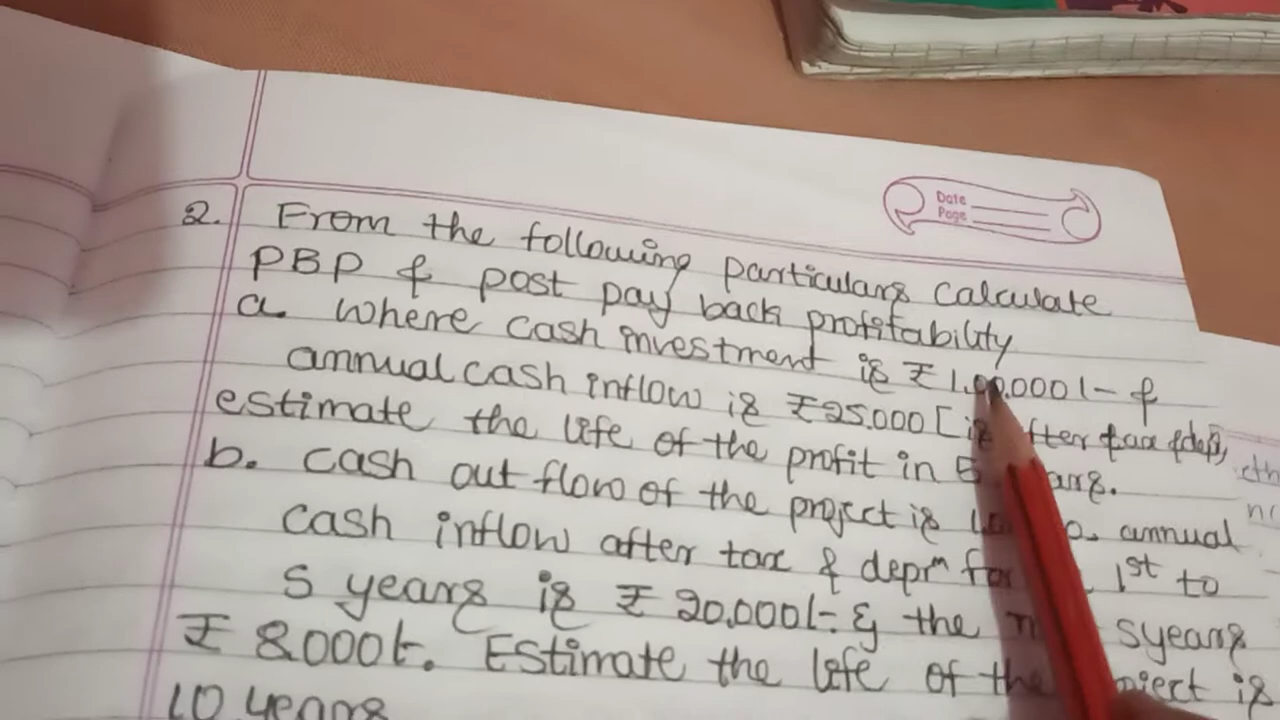 Date
Page
2. From the following particulars calculate
PBP & post pay back profitability
a. where cash investment is ₹ 1,00,000/- &
annual cash inflow is ₹25.000 [is after tax &
estimate the life of the profit in 5
b. cash out flow of the project is annual
cash inflow after tax & deprn for 1st to
5 years is ₹ 20.000/- & the 5years
₹ 8.000/-. Estimate the life of the project is
10 years